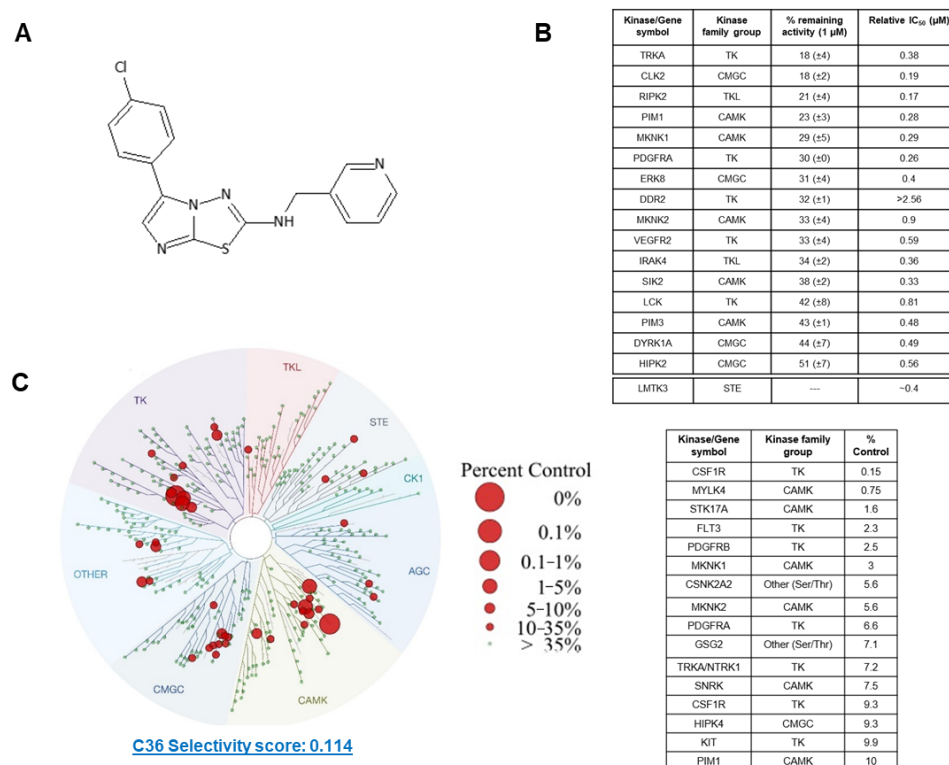 A
Cl
N
N
N
NH
N
S
B
Kinase/Gene symbol Kinase family group % remaining activity (1 µM) Relative IC50 (µM)
TRKA TK 18 (±4) 0.38
CLK2 CMGC 18 (±2) 0.19
RIPK2 TKL 21 (±4) 0.17
PIM1 CAMK 23 (±3) 0.28
MKNK1 CAMK 29 (±5) 0.29
PDGFRA TK 30 (±0) 0.26
ERK8 CMGC 31 (±4) 0.4
DDR2 TK 32 (±1) >2.56
MKNK2 CAMK 33 (±4) 0.9
VEGFR2 TK 33 (±4) 0.59
IRAK4 TKL 34 (±2) 0.36
SIK2 CAMK 38 (±2) 0.33
LCK TK 42 (±8) 0.81
PIM3 CAMK 43 (±1) 0.48
DYRK1A CMGC 44 (±7) 0.49
HIPK2 CMGC 51 (±7) 0.56
LMTK3 STE --- ~0.4
C
TKL
TK
STE
CK1
OTHER
AGC
CMGC
CAMK
C36 Selectivity score: 0.114
Percent Control
0%
0.1%
0.1-1%
1-5%
5-10%
10-35%
> 35%
Kinase/Gene symbol Kinase family group % Control
CSF1R TK 0.15
MYLK4 CAMK 0.75
STK17A CAMK 1.6
FLT3 TK 2.3
PDGFRB TK 2.5
MKNK1 CAMK 3
CSNK2A2 Other (Ser/Thr) 5.6
MKNK2 CAMK 5.6
PDGFRA TK 6.6
GSG2 Other (Ser/Thr) 7.1
TRKA/NTRK1 TK 7.2
SNRK CAMK 7.5
CSF1R TK 9.3
HIPK4 CMGC 9.3
KIT TK 9.9
PIM1 CAMK 10